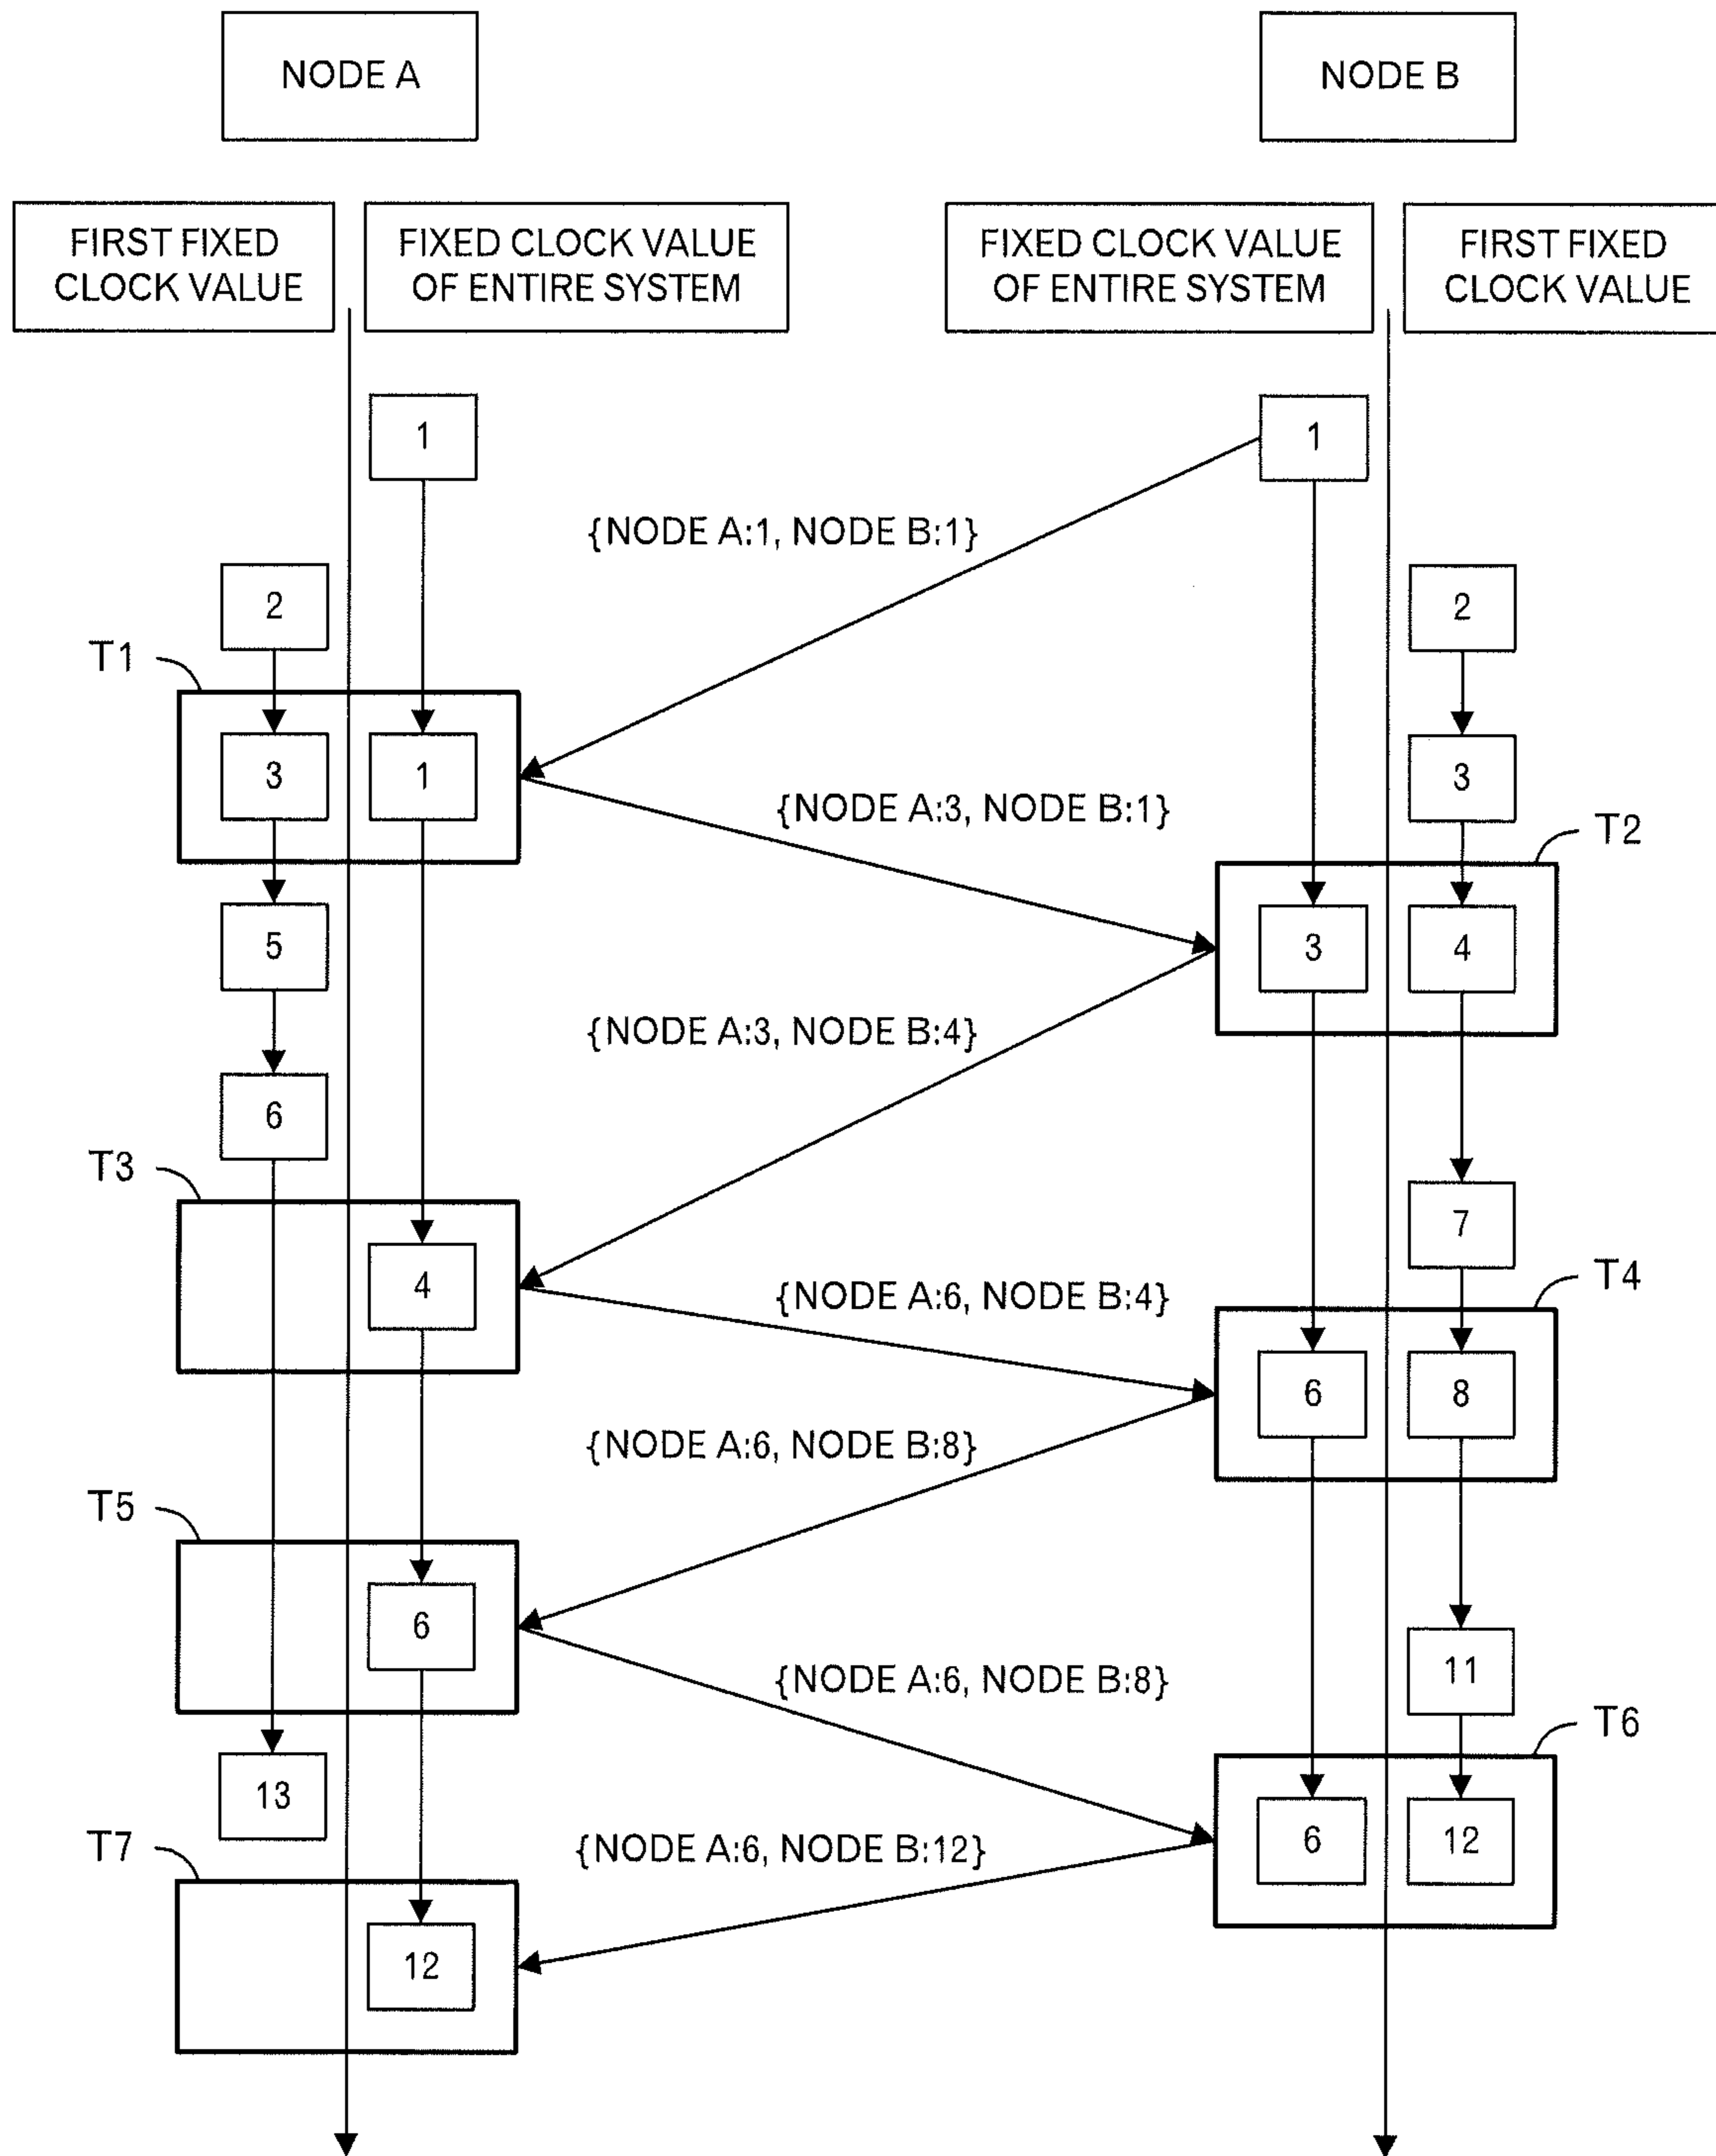 NODE A
NODE B
FIRST FIXED
CLOCK VALUE
FIXED CLOCK VALUE
OF ENTIRE SYSTEM
FIXED CLOCK VALUE
OF ENTIRE SYSTEM
FIRST FIXED
CLOCK VALUE
1
1
{NODE A:1, NODE B:1}
2
2
T1
3
1
3
{NODE A:3, NODE B:1}
T2
5
3
4
{NODE A:3, NODE B:4}
6
T3
7
4
{NODE A:6, NODE B:4}
T4
6
8
{NODE A:6, NODE B:8}
T5
6
11
{NODE A:6, NODE B:8}
T6
13
6
12
T7
{NODE A:6, NODE B:12}
12